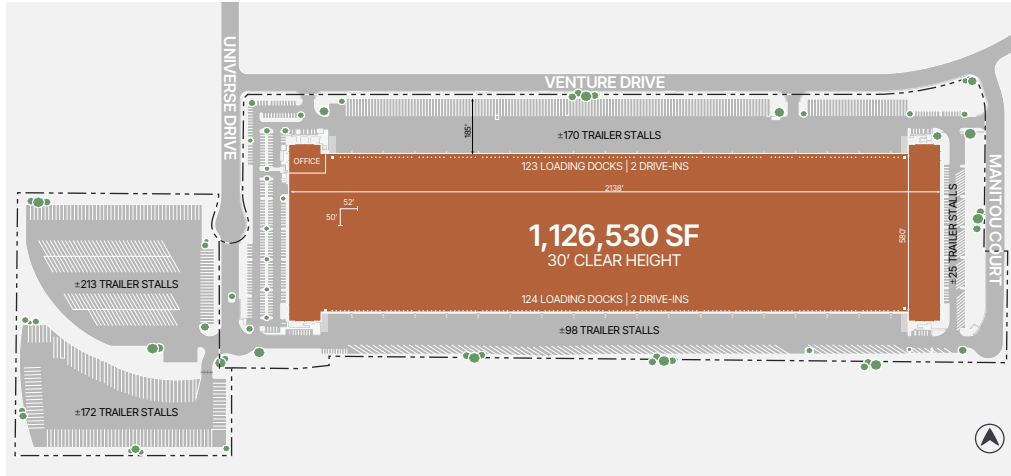 UNIVERSE DRIVE
VENTURE DRIVE
185'
±170 TRAILER STALLS
OFFICE
123 LOADING DOCKS | 2 DRIVE-INS
2138'
52'
50'
1,126,530 SF
30’ CLEAR HEIGHT
580'
±25 TRAILER STALLS
MANITOU COURT
±213 TRAILER STALLS
124 LOADING DOCKS | 2 DRIVE-INS
±98 TRAILER STALLS
±172 TRAILER STALLS